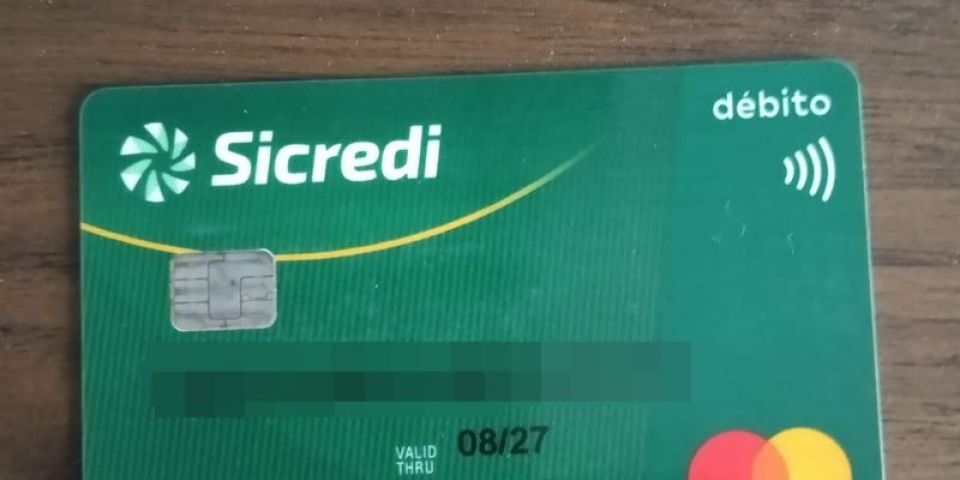 débito
Sicredi
VALID
THRU
08/27